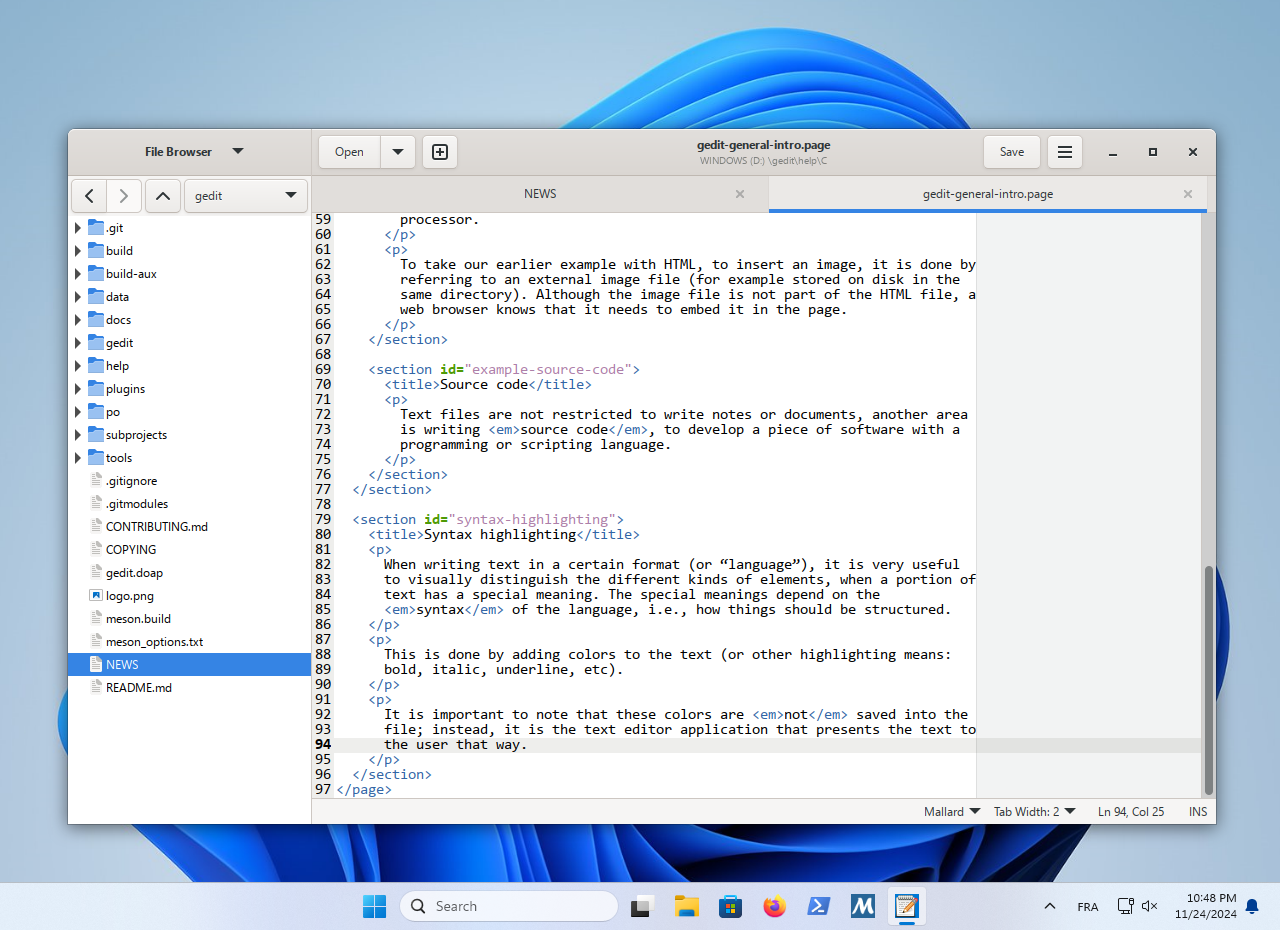 File Browser
Open
gedit-general-intro.page
WINDOWS (D:) \gedit\help\C
Save
gedit
NEWS
gedit-general-intro.page
.git
build
build-aux
data
docs
gedit
help
plugins
po
subprojects
tools
.gitignore
.gitmodules
CONTRIBUTING.md
COPYING
gedit.doap
logo.png
meson.build
meson_options.txt
NEWS
README.md
59 processor.
60 </p>
61 <p>
62 To take our earlier example with HTML, to insert an image, it is done by
63 referring to an external image file (for example stored on disk in the
64 same directory). Although the image file is not part of the HTML file, a
65 web browser knows that it needs to embed it in the page.
66 </p>
67 </section>
68
69 <section id="example-source-code">
70 <title>Source code</title>
71 <p>
72 Text files are not restricted to write notes or documents, another area
73 is writing <em>source code</em>, to develop a piece of software with a
74 programming or scripting language.
75 </p>
76 </section>
77 </section>
78
79 <section id="syntax-highlighting">
80 <title>Syntax highlighting</title>
81 <p>
82 When writing text in a certain format (or “language”), it is very useful
83 to visually distinguish the different kinds of elements, when a portion of
84 text has a special meaning. The special meanings depend on the
85 <em>syntax</em> of the language, i.e., how things should be structured.
86 </p>
87 <p>
88 This is done by adding colors to the text (or other highlighting means:
89 bold, italic, underline, etc).
90 </p>
91 <p>
92 It is important to note that these colors are <em>not</em> saved into the
93 file; instead, it is the text editor application that presents the text to
94 the user that way.
95 </p>
96 </section>
97 </page>
Mallard Tab Width: 2 Ln 94, Col 25 INS
Search
M
FRA
10:48 PM
11/24/2024